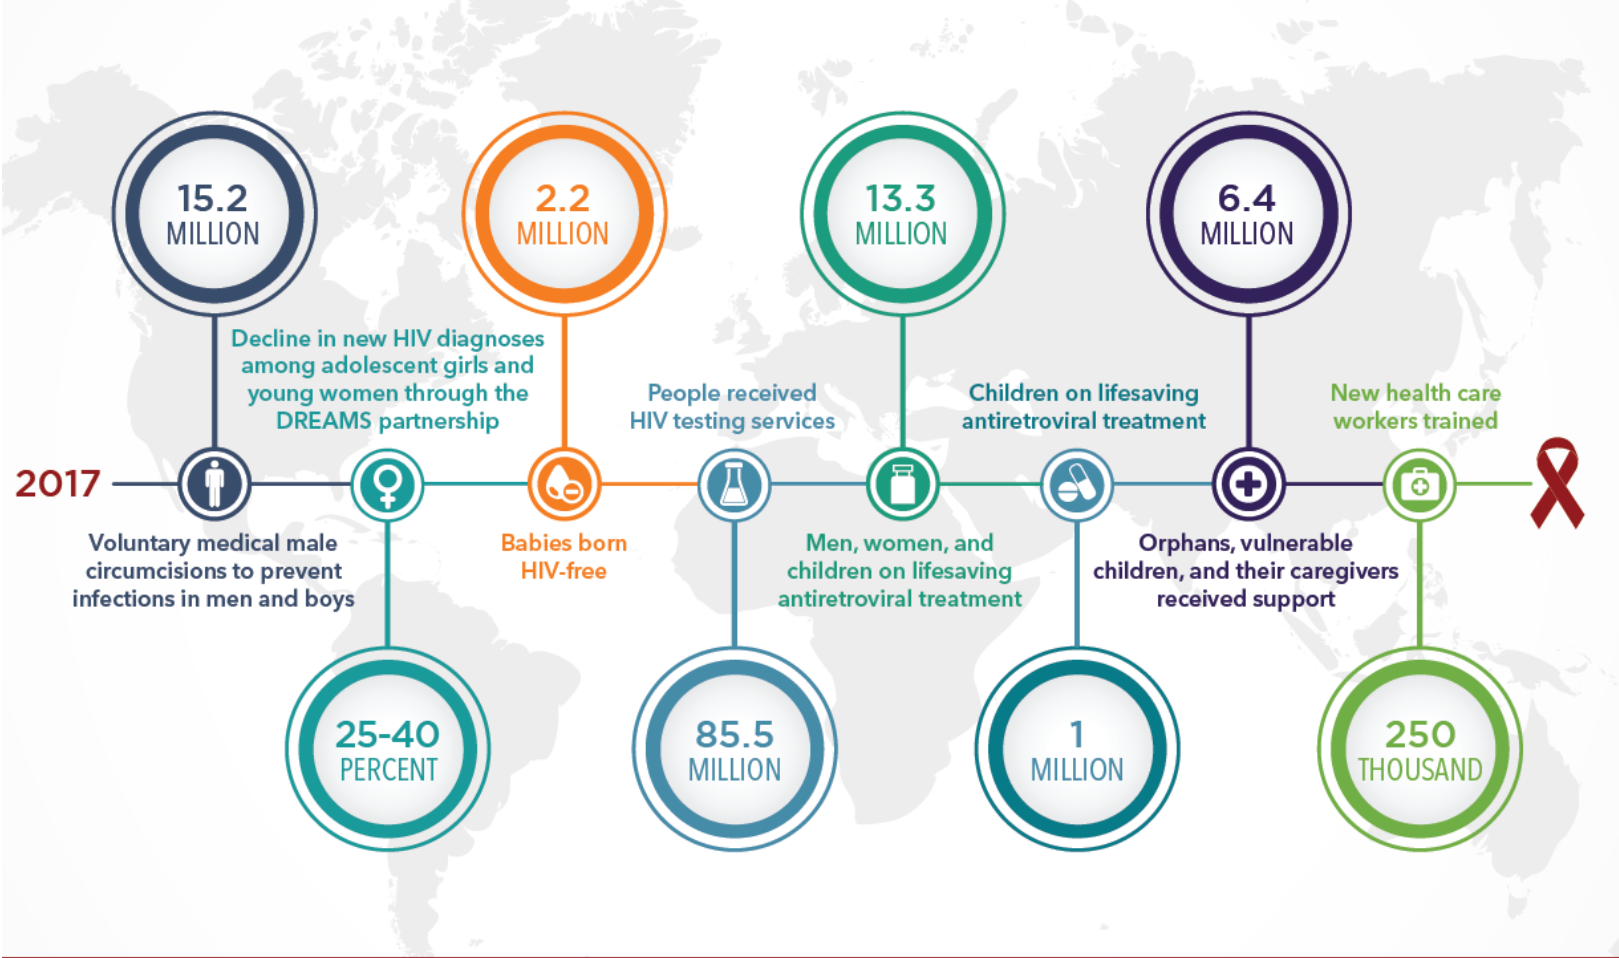 15.2
MILLION
2.2
MILLION
13.3
MILLION
6.4
MILLION
Decline in new HIV diagnoses
among adolescent girls and
young women through the
DREAMS partnership
People received
HIV testing services
Children on lifesaving
antiretroviral treatment
New health care
workers trained
2017
Voluntary medical male
circumcisions to prevent
infections in men and boys
Babies born
HIV-free
Men, women, and
children on lifesaving
antiretroviral treatment
Orphans, vulnerable
children, and their caregivers
received support
25-40
PERCENT
85.5
MILLION
1
MILLION
250
THOUSAND